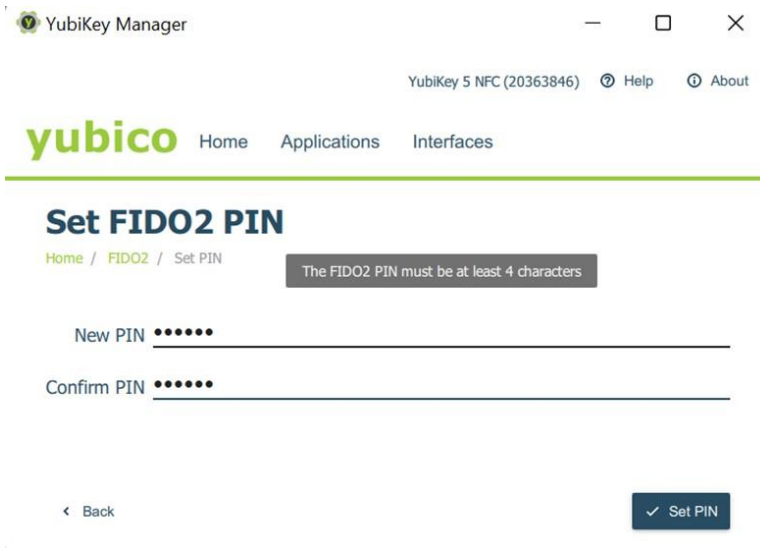 YubiKey Manager
YubiKey 5 NFC (20363846) Help About
yubico Home Applications Interfaces
Set FIDO2 PIN
Home / FIDO2 / Set PIN
The FIDO2 PIN must be at least 4 characters
New PIN ••••••
Confirm PIN ••••••
Back Set PIN